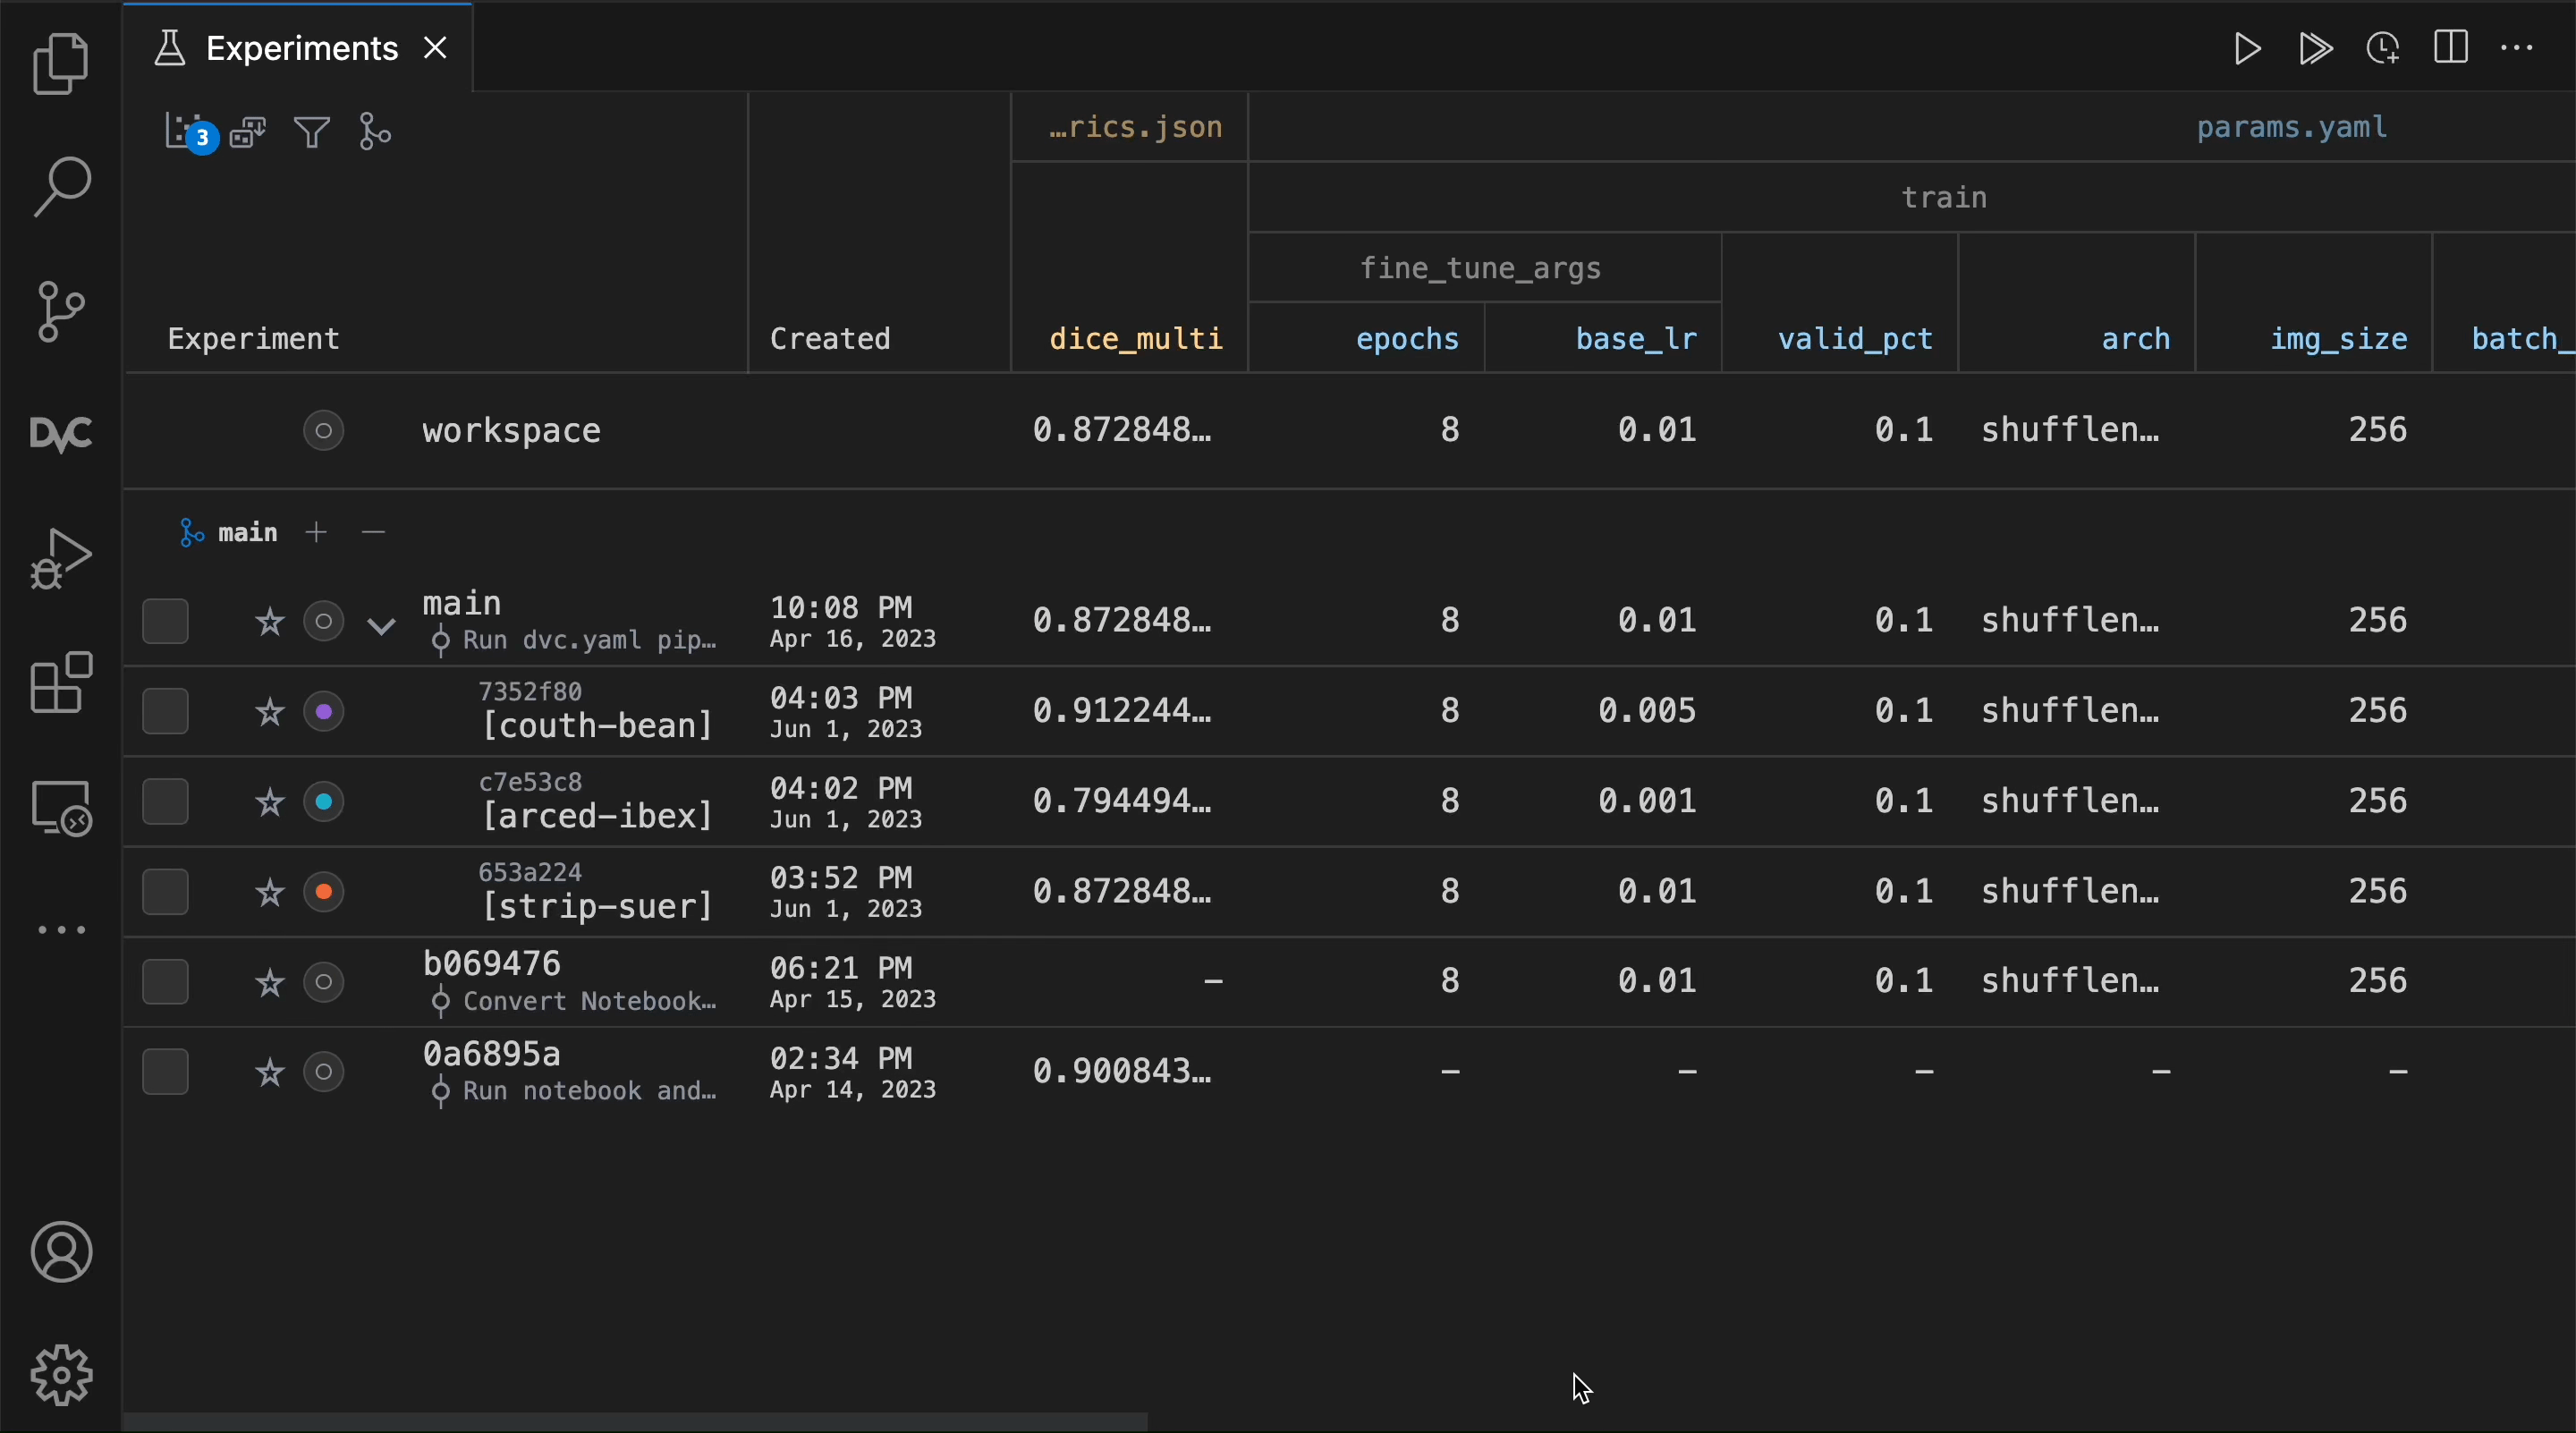 Experiments
3
…rics.json
params.yaml
train
fine_tune_args
Experiment Created dice_multi epochs base_lr valid_pct arch img_size batch_
DVC
workspace 0.872848… 8 0.01 0.1 shufflen… 256
main
main 10:08 PM 0.872848… 8 0.01 0.1 shufflen… 256
Run dvc.yaml pip… Apr 16, 2023
7352f80 04:03 PM 0.912244… 8 0.005 0.1 shufflen… 256
[couth-bean] Jun 1, 2023
c7e53c8 04:02 PM 0.794494… 8 0.001 0.1 shufflen… 256
[arced-ibex] Jun 1, 2023
653a224 03:52 PM 0.872848… 8 0.01 0.1 shufflen… 256
[strip-suer] Jun 1, 2023
b069476 06:21 PM - 8 0.01 0.1 shufflen… 256
Convert Notebook… Apr 15, 2023
0a6895a 02:34 PM 0.900843… - - - - -
Run notebook and… Apr 14, 2023